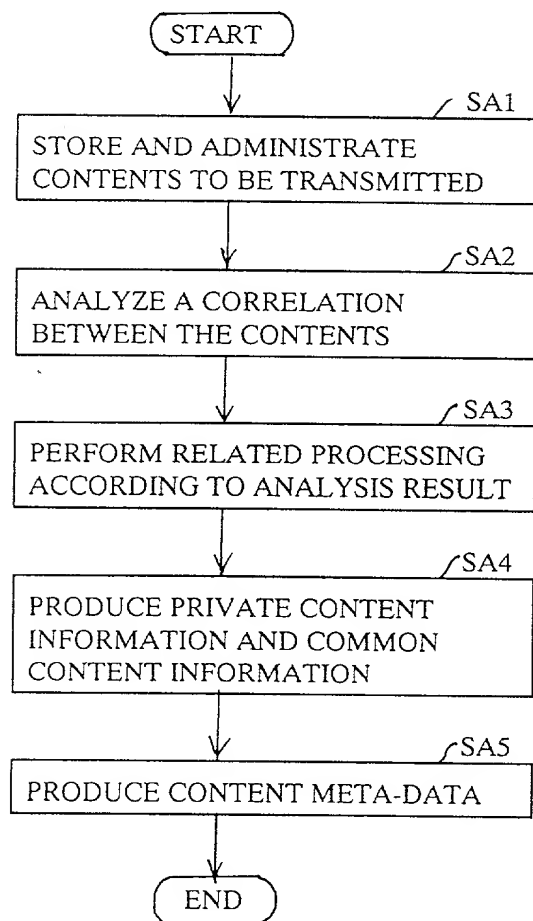 START
SA1
STORE AND ADMINISTRATE
CONTENTS TO BE TRANSMITTED
SA2
ANALYZE A CORRELATION
BETWEEN THE CONTENTS
SA3
PERFORM RELATED PROCESSING
ACCORDING TO ANALYSIS RESULT
SA4
PRODUCE PRIVATE CONTENT
INFORMATION AND COMMON
CONTENT INFORMATION
SA5
PRODUCE CONTENT META-DATA
END